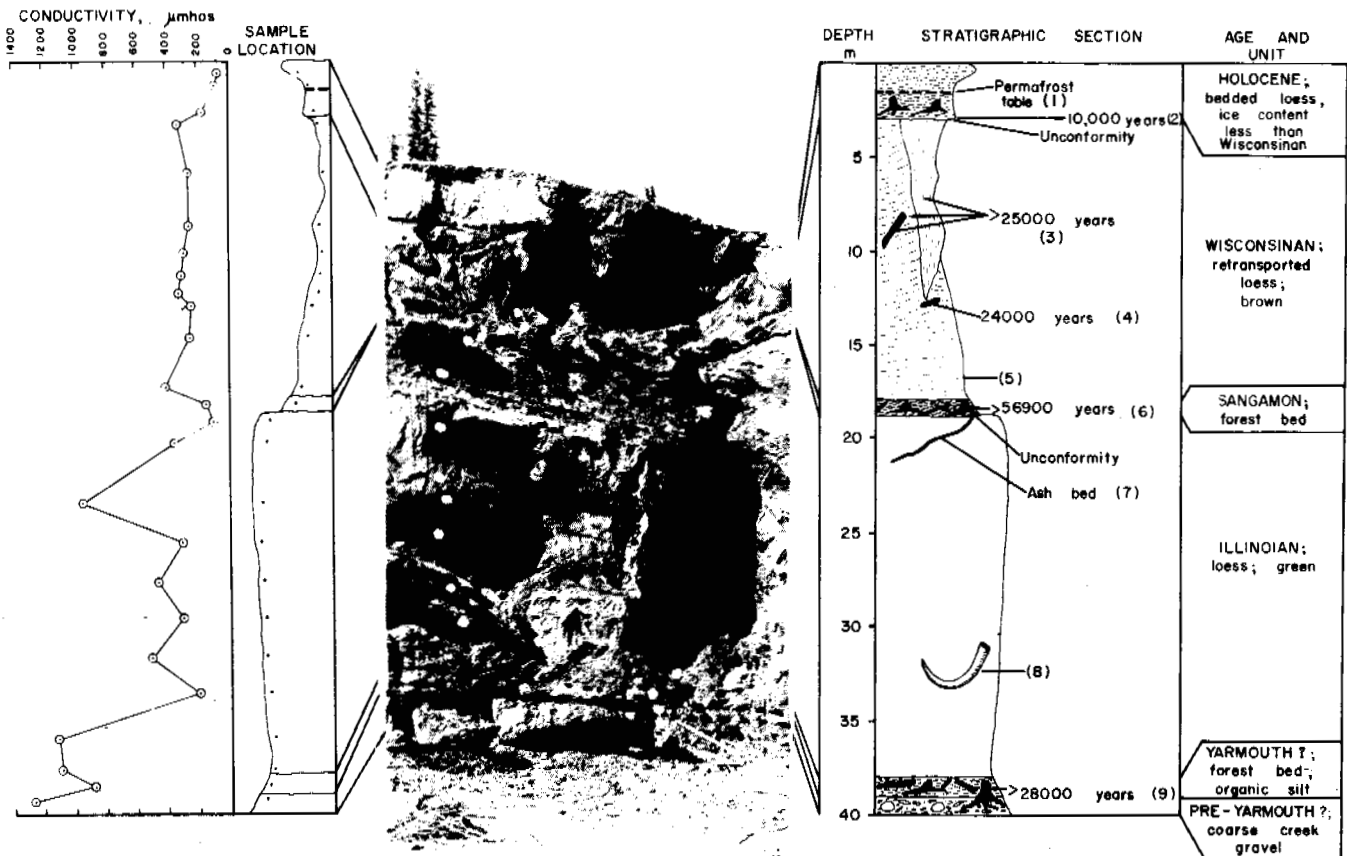 CONDUCTIVITY, µmhos
1400
1200
1000
800
600
400
200
0
SAMPLE
LOCATION
DEPTH
m
STRATIGRAPHIC SECTION
AGE AND
UNIT
5
10
15
20
25
30
35
40
Permafrost
table (1)
10,000 years (2)
Unconformity
>25000 years
(3)
24000 years (4)
(5)
>56900 years (6)
Unconformity
Ash bed (7)
(8)
>28000 years (9)
HOLOCENE;
bedded loess,
ice content
less than
Wisconsinan
WISCONSINAN;
retransported
loess;
brown
SANGAMON;
forest bed
ILLINOIAN;
loess; green
YARMOUTH ?;
forest bed-,
organic silt
PRE-YARMOUTH ?;
coarse creek
gravel